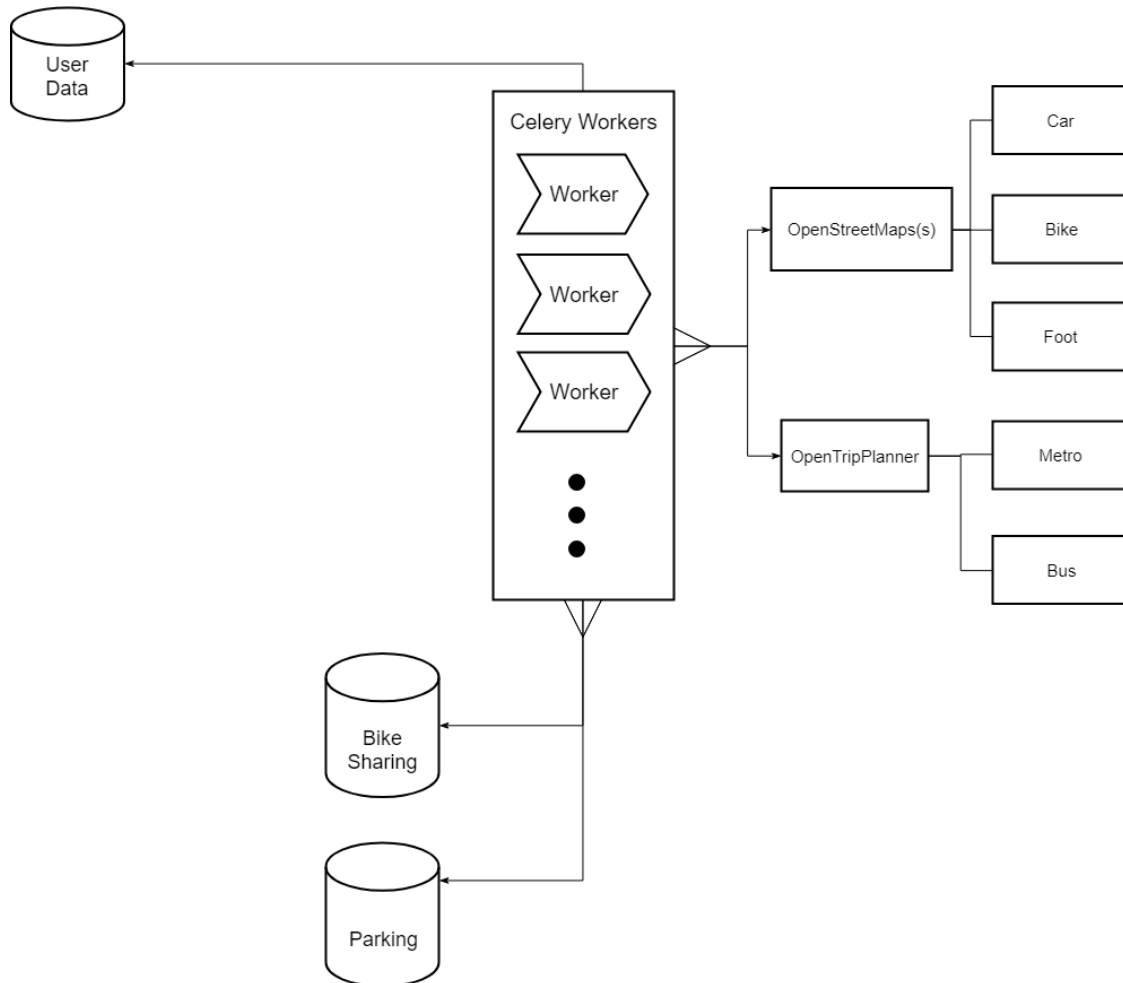 User
Data
Celery Workers
Worker
Worker
Worker
OpenStreetMaps(s)
OpenTripPlanner
Car
Bike
Foot
Metro
Bus
Bike
Sharing
Parking